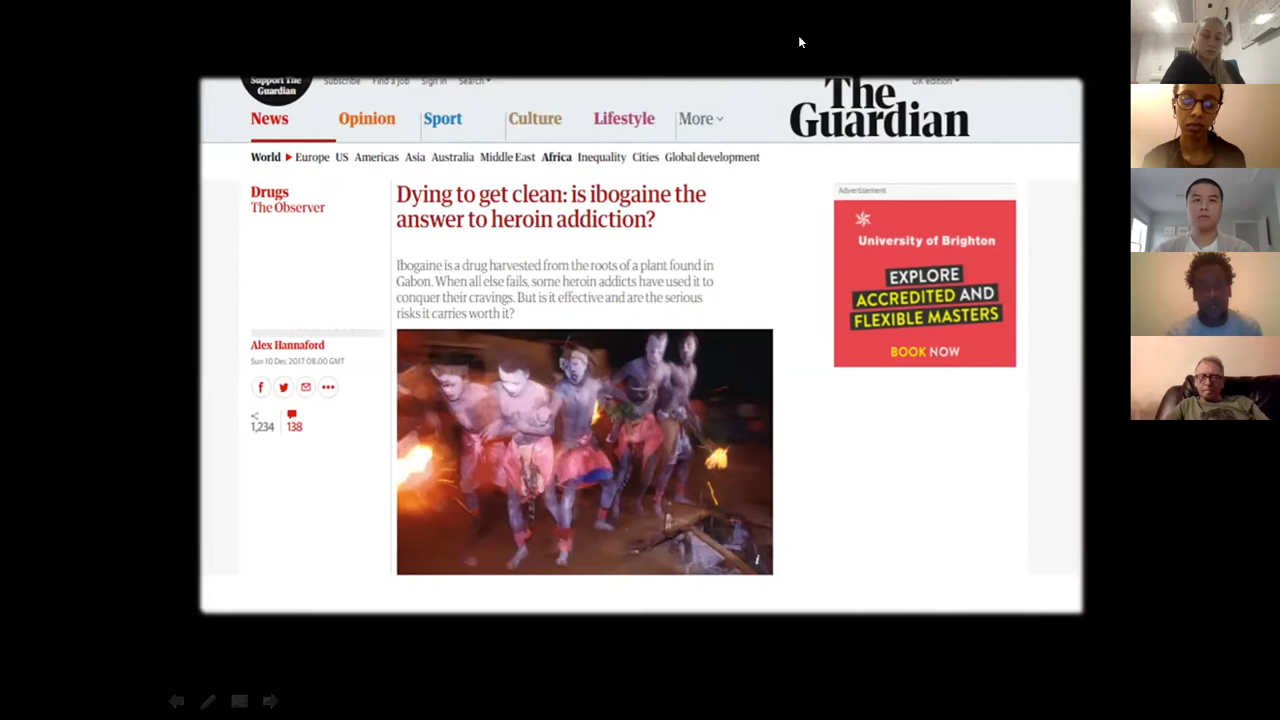 Support The
Guardian
Subscribe Find a job Sign in Search
UK edition
The
Guardian
News Opinion Sport Culture Lifestyle More
World Europe US Americas Asia Australia Middle East Africa Inequality Cities Global development
Drugs
The Observer
Dying to get clean: is ibogaine the
answer to heroin addiction?
Ibogaine is a drug harvested from the roots of a plant found in
Gabon. When all else fails, some heroin addicts have used it to
conquer their cravings. But is it effective and are the serious
risks it carries worth it?
Alex Hannaford
Sun 10 Dec 2017 08.00 GMT
1,234
138
Advertisement
University of Brighton
EXPLORE
ACCREDITED AND
FLEXIBLE MASTERS
BOOK NOW